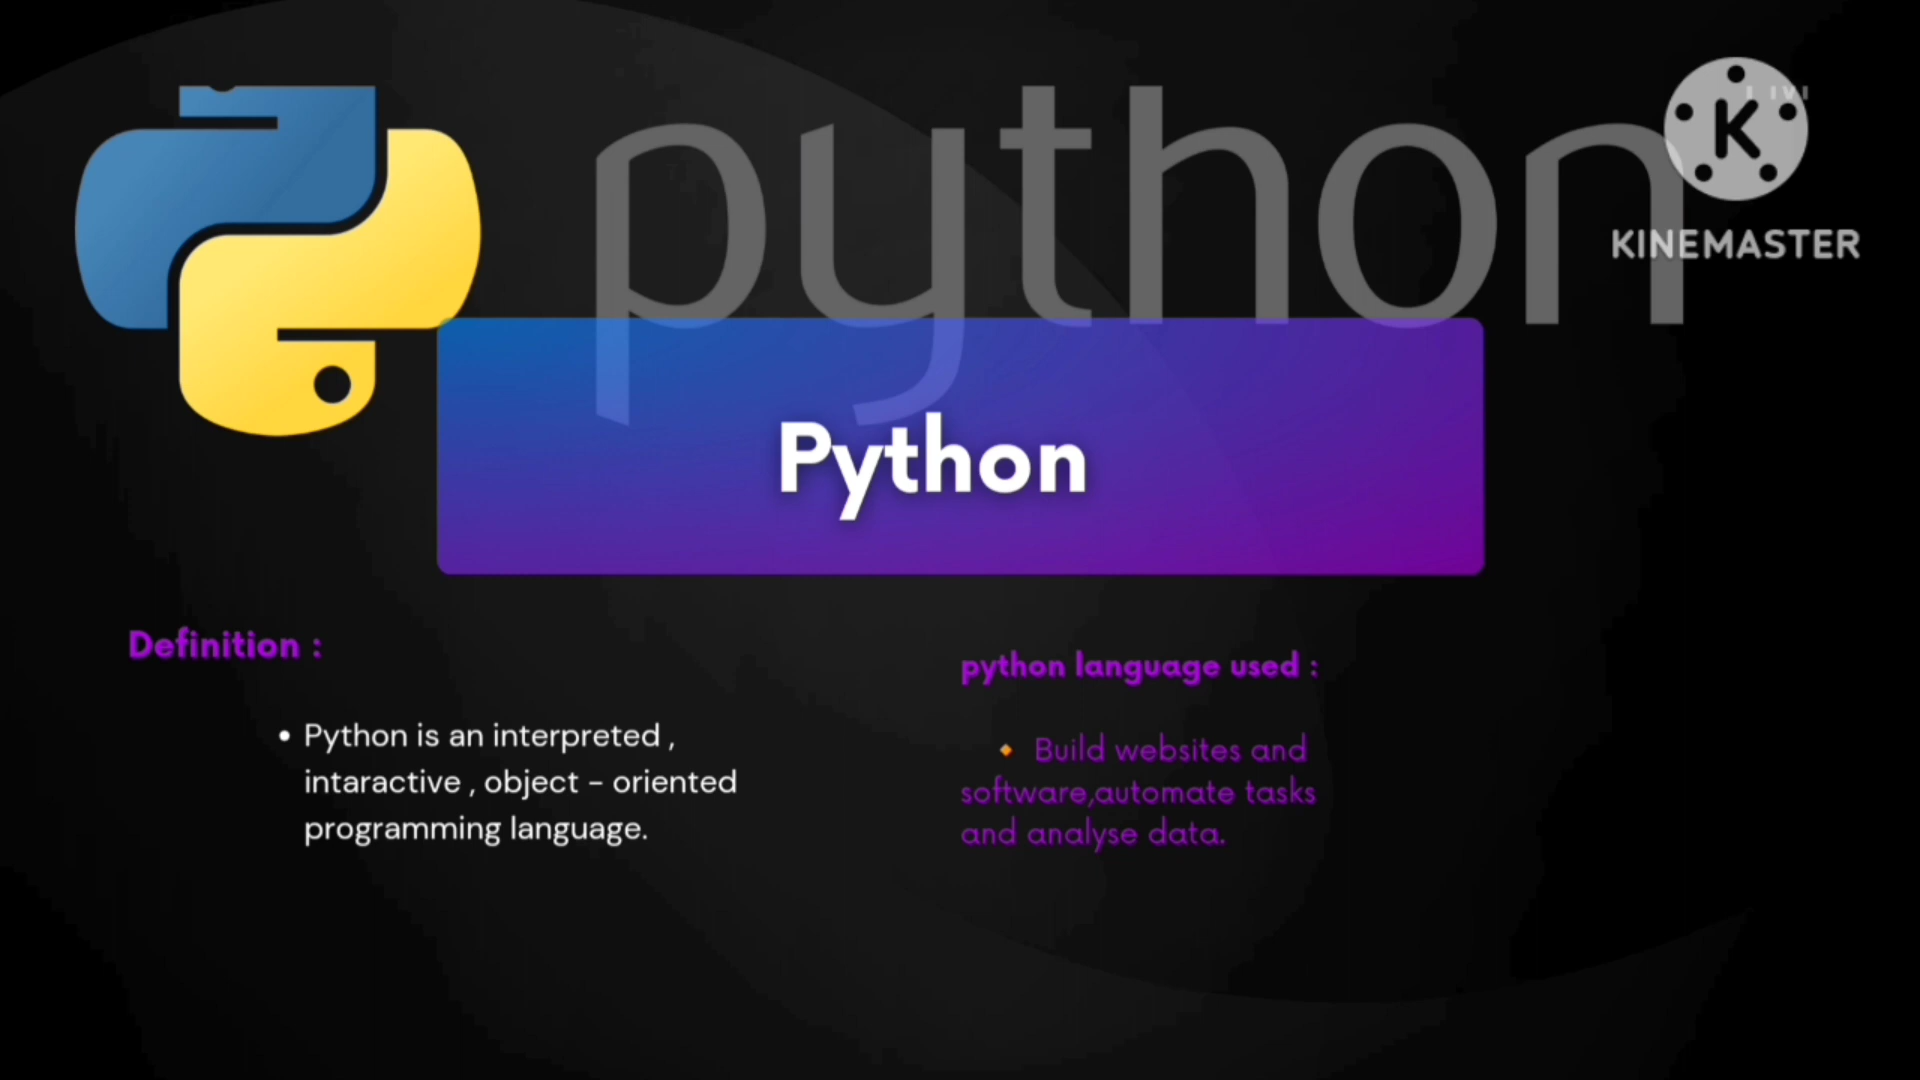 python
K
KINEMASTER
Python
Definition :
• Python is an interpreted ,
intaractive , object - oriented
programming language.
python language used :
🔸 Build websites and
software,automate tasks
and analyse data.